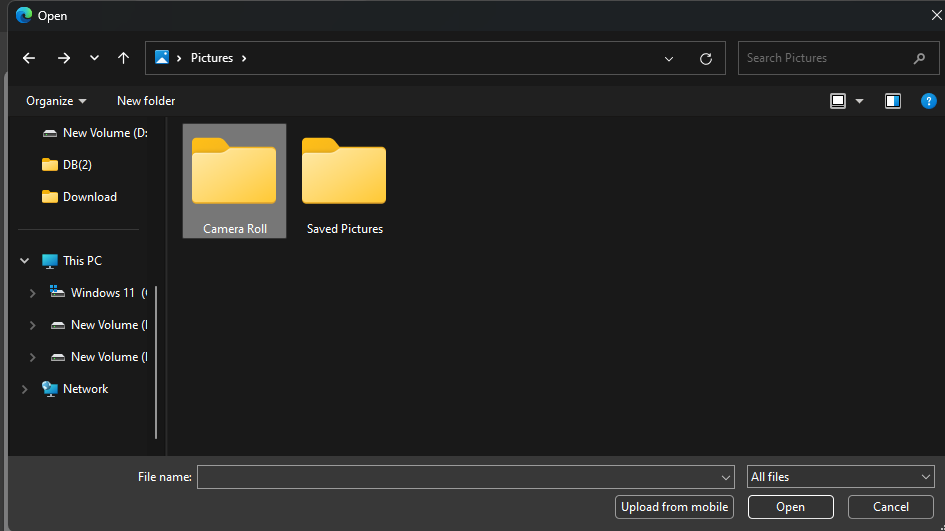 Open
Pictures
Search Pictures
Organize
New folder
New Volume (D:
DB(2)
Download
This PC
Windows 11 (
New Volume (
New Volume (
Network
Camera Roll
Saved Pictures
File name:
All files
Upload from mobile
Open
Cancel